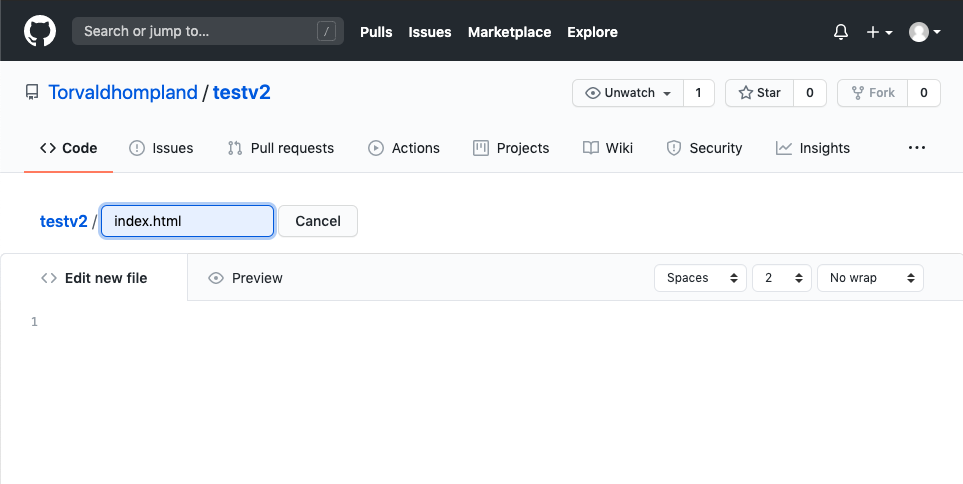 Search or jump to... / Pulls Issues Marketplace Explore
Torvaldhompland / testv2 Unwatch 1 Star 0 Fork 0
Code Issues Pull requests Actions Projects Wiki Security Insights ...
testv2 / index.html Cancel
Edit new file Preview Spaces 2 No wrap
1